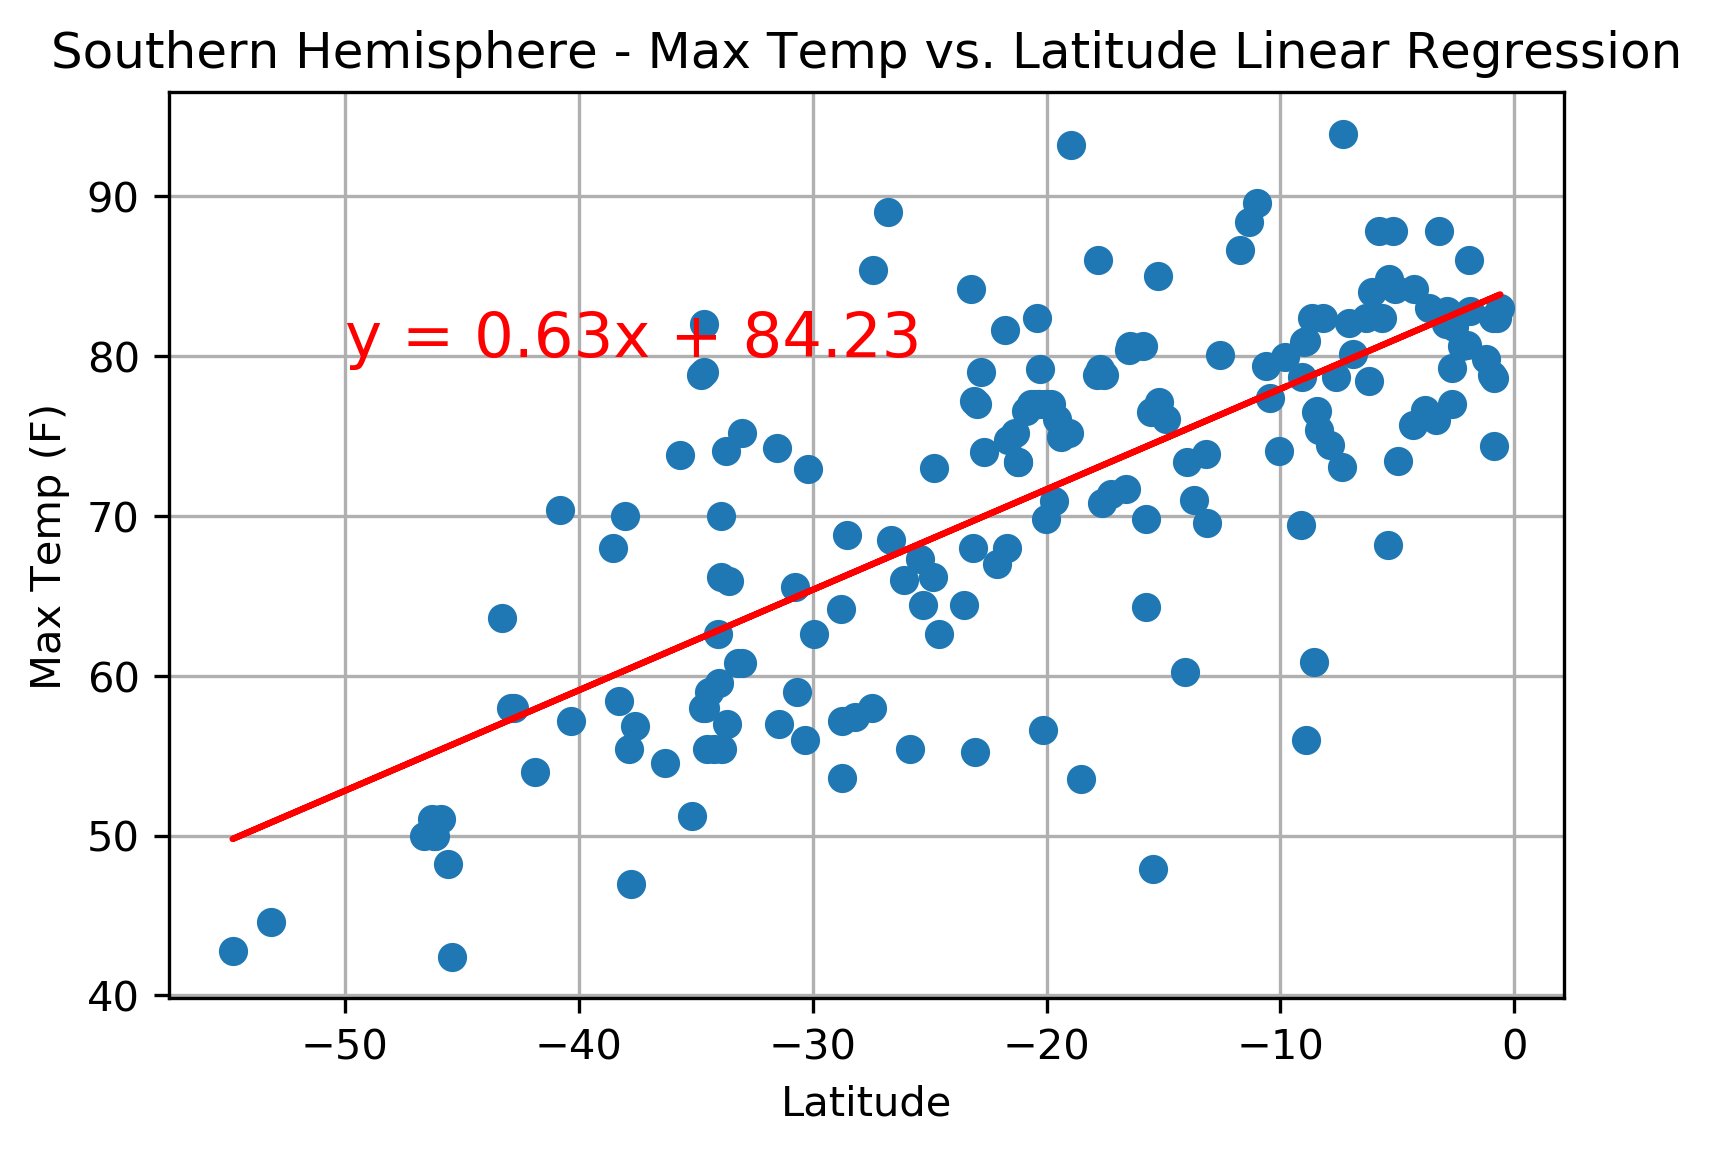 Southern Hemisphere - Max Temp vs. Latitude Linear Regression
90
80
70
60
50
40
Max Temp (F)
y = 0.63x + 84.23
−50 −40 −30 −20 −10 0
Latitude